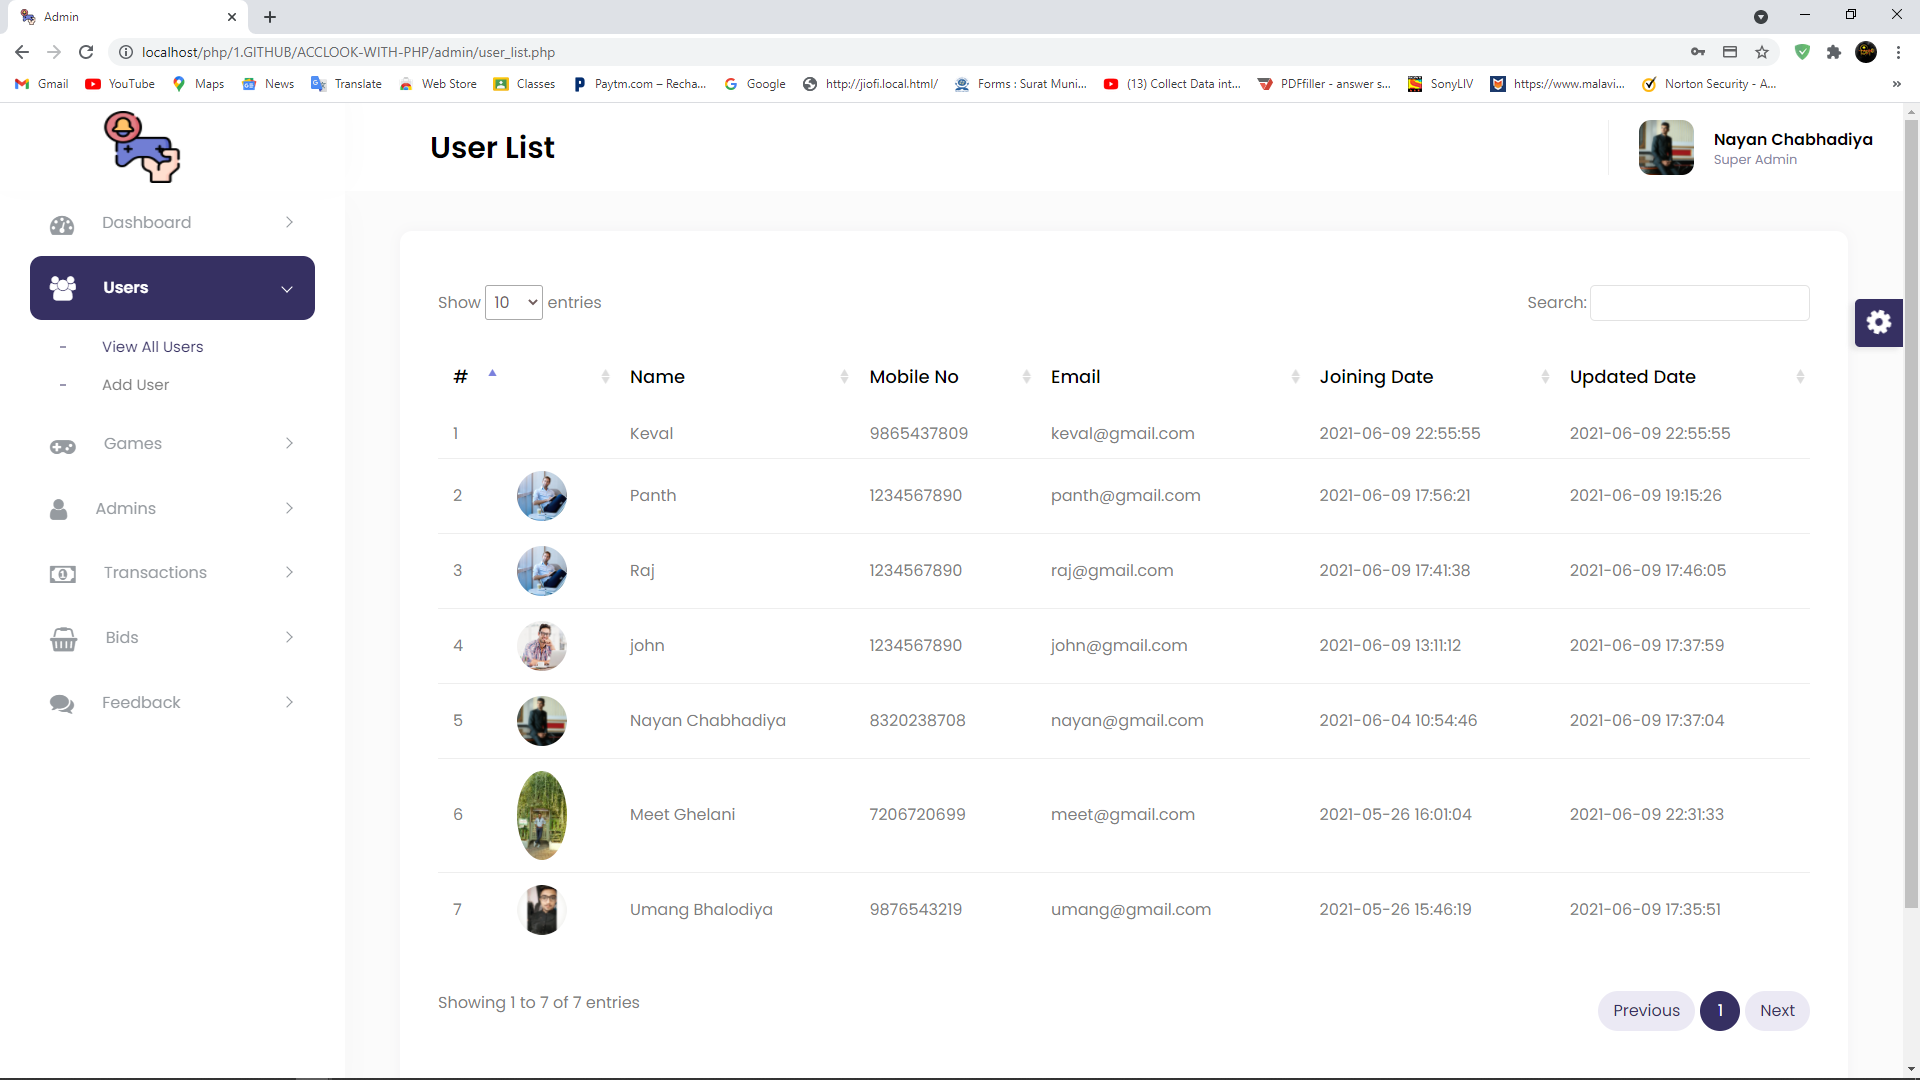 Admin
localhost/php/1.GITHUB/ACCLOOK-WITH-PHP/admin/user_list.php
Gmail YouTube Maps News Translate Web Store Classes Paytm.com – Recha... Google http://jiofi.local.html/ Forms : Surat Muni... (13) Collect Data int... PDFfiller - answer s... SonyLIV https://www.malavi... Norton Security - A... »
User List
Nayan Chabhadiya
Super Admin
Dashboard
Users
- View All Users
- Add User
Games
Admins
Transactions
Bids
Feedback
Show 10 entries
Search:
# Name Mobile No Email Joining Date Updated Date
1 Keval 9865437809 keval@gmail.com 2021-06-09 22:55:55 2021-06-09 22:55:55
2 Panth 1234567890 panth@gmail.com 2021-06-09 17:56:21 2021-06-09 19:15:26
3 Raj 1234567890 raj@gmail.com 2021-06-09 17:41:38 2021-06-09 17:46:05
4 john 1234567890 john@gmail.com 2021-06-09 13:11:12 2021-06-09 17:37:59
5 Nayan Chabhadiya 8320238708 nayan@gmail.com 2021-06-04 10:54:46 2021-06-09 17:37:04
6 Meet Ghelani 7206720699 meet@gmail.com 2021-05-26 16:01:04 2021-06-09 22:31:33
7 Umang Bhalodiya 9876543219 umang@gmail.com 2021-05-26 15:46:19 2021-06-09 17:35:51
Showing 1 to 7 of 7 entries
Previous 1 Next